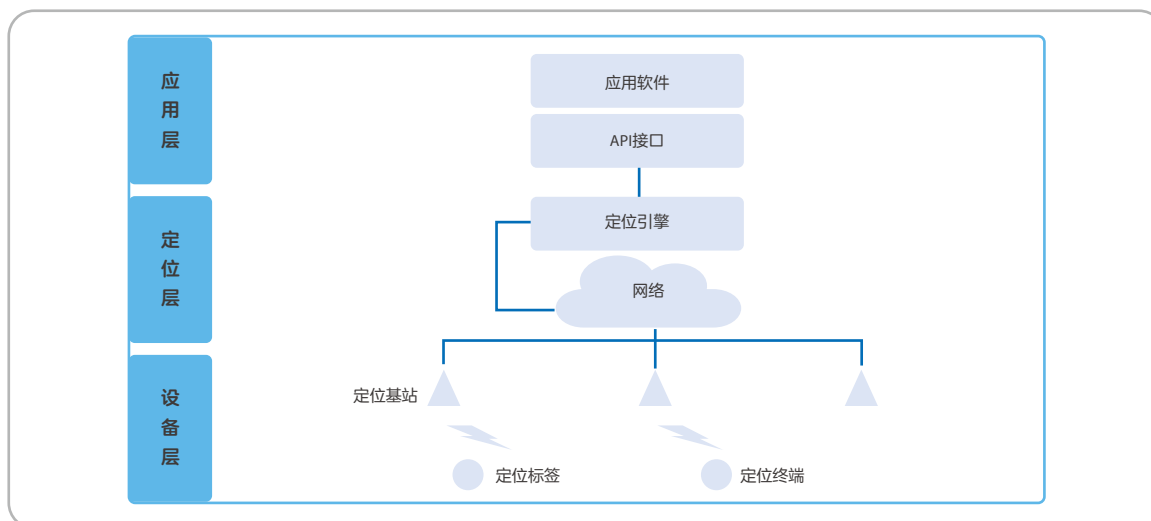 应用层
应用软件
API接口
定位层
定位引擎
网络
设备层
定位基站
定位标签
定位终端